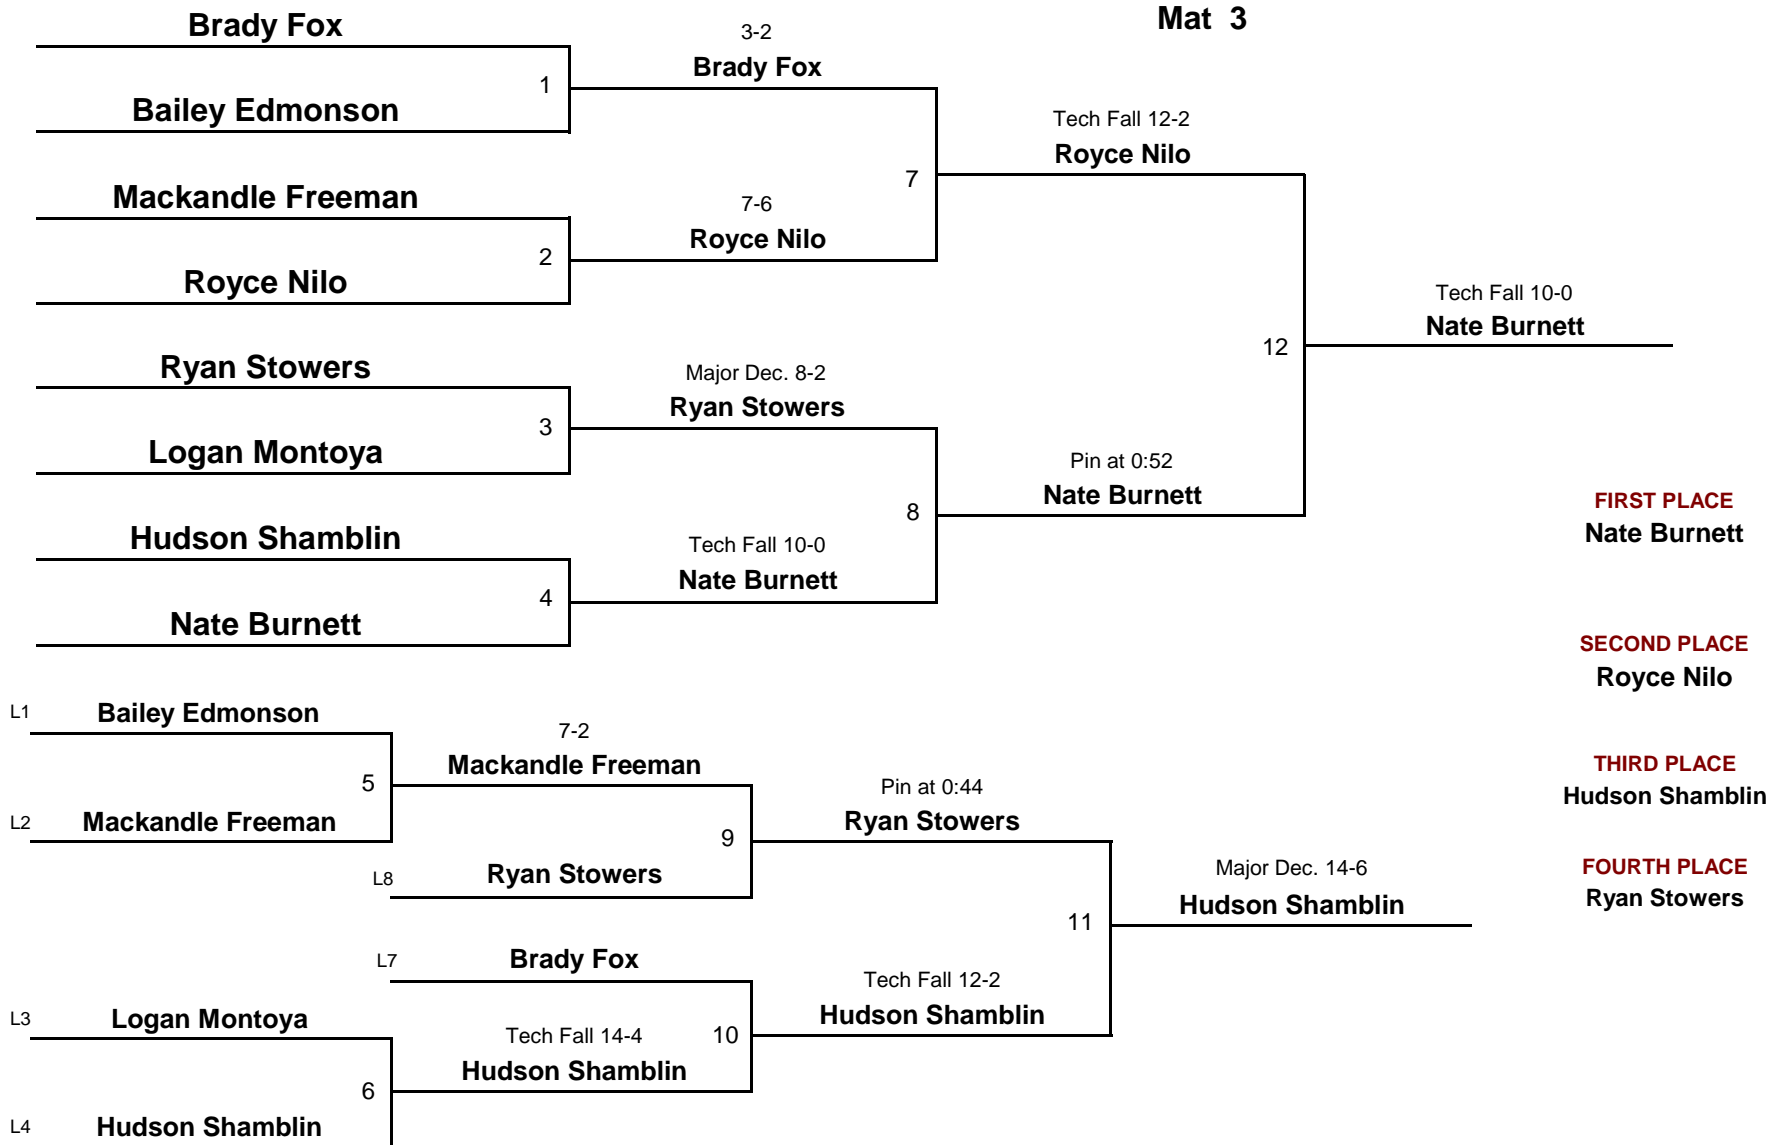 Mat 3
Brady Fox
3-2
Brady Fox
1
Bailey Edmonson
Tech Fall 12-2
Royce Nilo
7
Mackandle Freeman
7-6
Royce Nilo
2
Royce Nilo
Tech Fall 10-0
Nate Burnett
12
Ryan Stowers
Major Dec. 8-2
Ryan Stowers
3
Logan Montoya
Pin at 0:52
Nate Burnett
8
Hudson Shamblin
Tech Fall 10-0
Nate Burnett
4
Nate Burnett
FIRST PLACE
Nate Burnett
SECOND PLACE
Royce Nilo
THIRD PLACE
Hudson Shamblin
FOURTH PLACE
Ryan Stowers
L1 Bailey Edmonson
7-2
Mackandle Freeman
5
L2 Mackandle Freeman
Pin at 0:44
Ryan Stowers
9
L8 Ryan Stowers
Major Dec. 14-6
Hudson Shamblin
11
L7 Brady Fox
Tech Fall 12-2
Hudson Shamblin
10
L3 Logan Montoya
Tech Fall 14-4
Hudson Shamblin
6
L4 Hudson Shamblin